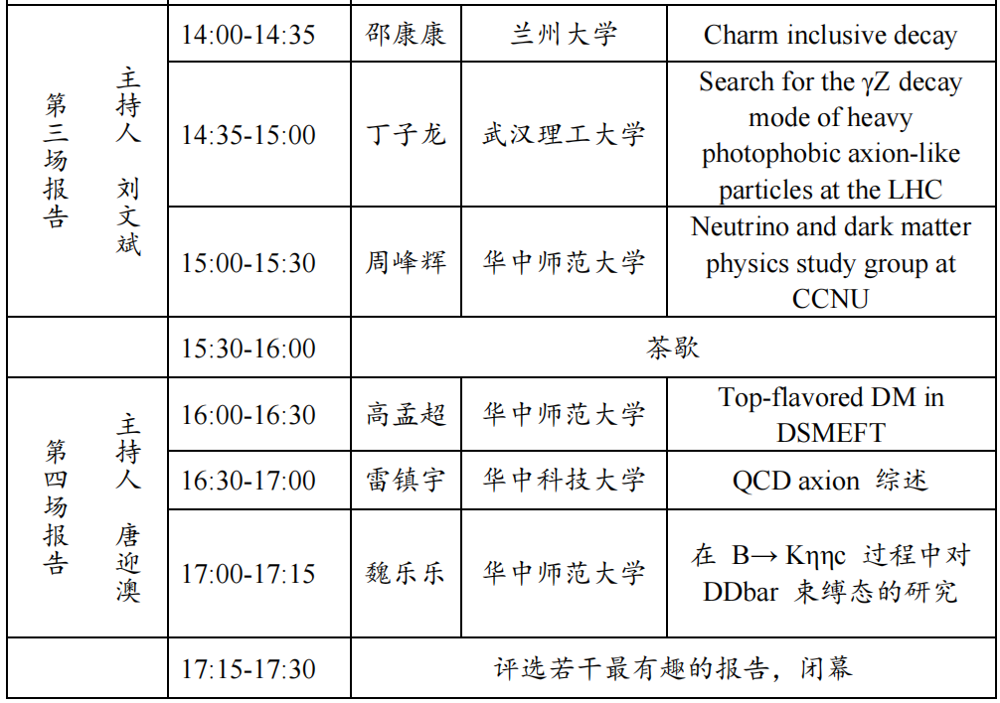 第三场报告
主持人 刘文斌
14:00-14:35 邵康康 兰州大学 Charm inclusive decay
14:35-15:00 丁子龙 武汉理工大学 Search for the γZ decay
mode of heavy
photophobic axion-like
particles at the LHC
15:00-15:30 周峰辉 华中师范大学 Neutrino and dark matter
physics study group at
CCNU
15:30-16:00 茶歇
第四场报告
主持人 唐迎澳
16:00-16:30 高孟超 华中师范大学 Top-flavored DM in
DSMEFT
16:30-17:00 雷镇宇 华中科技大学 QCD axion 综述
17:00-17:15 魏乐乐 华中师范大学 在 B→ Kηηc 过程中对
DDbar 束缚态的研究
17:15-17:30 评选若干最有趣的报告，闭幕